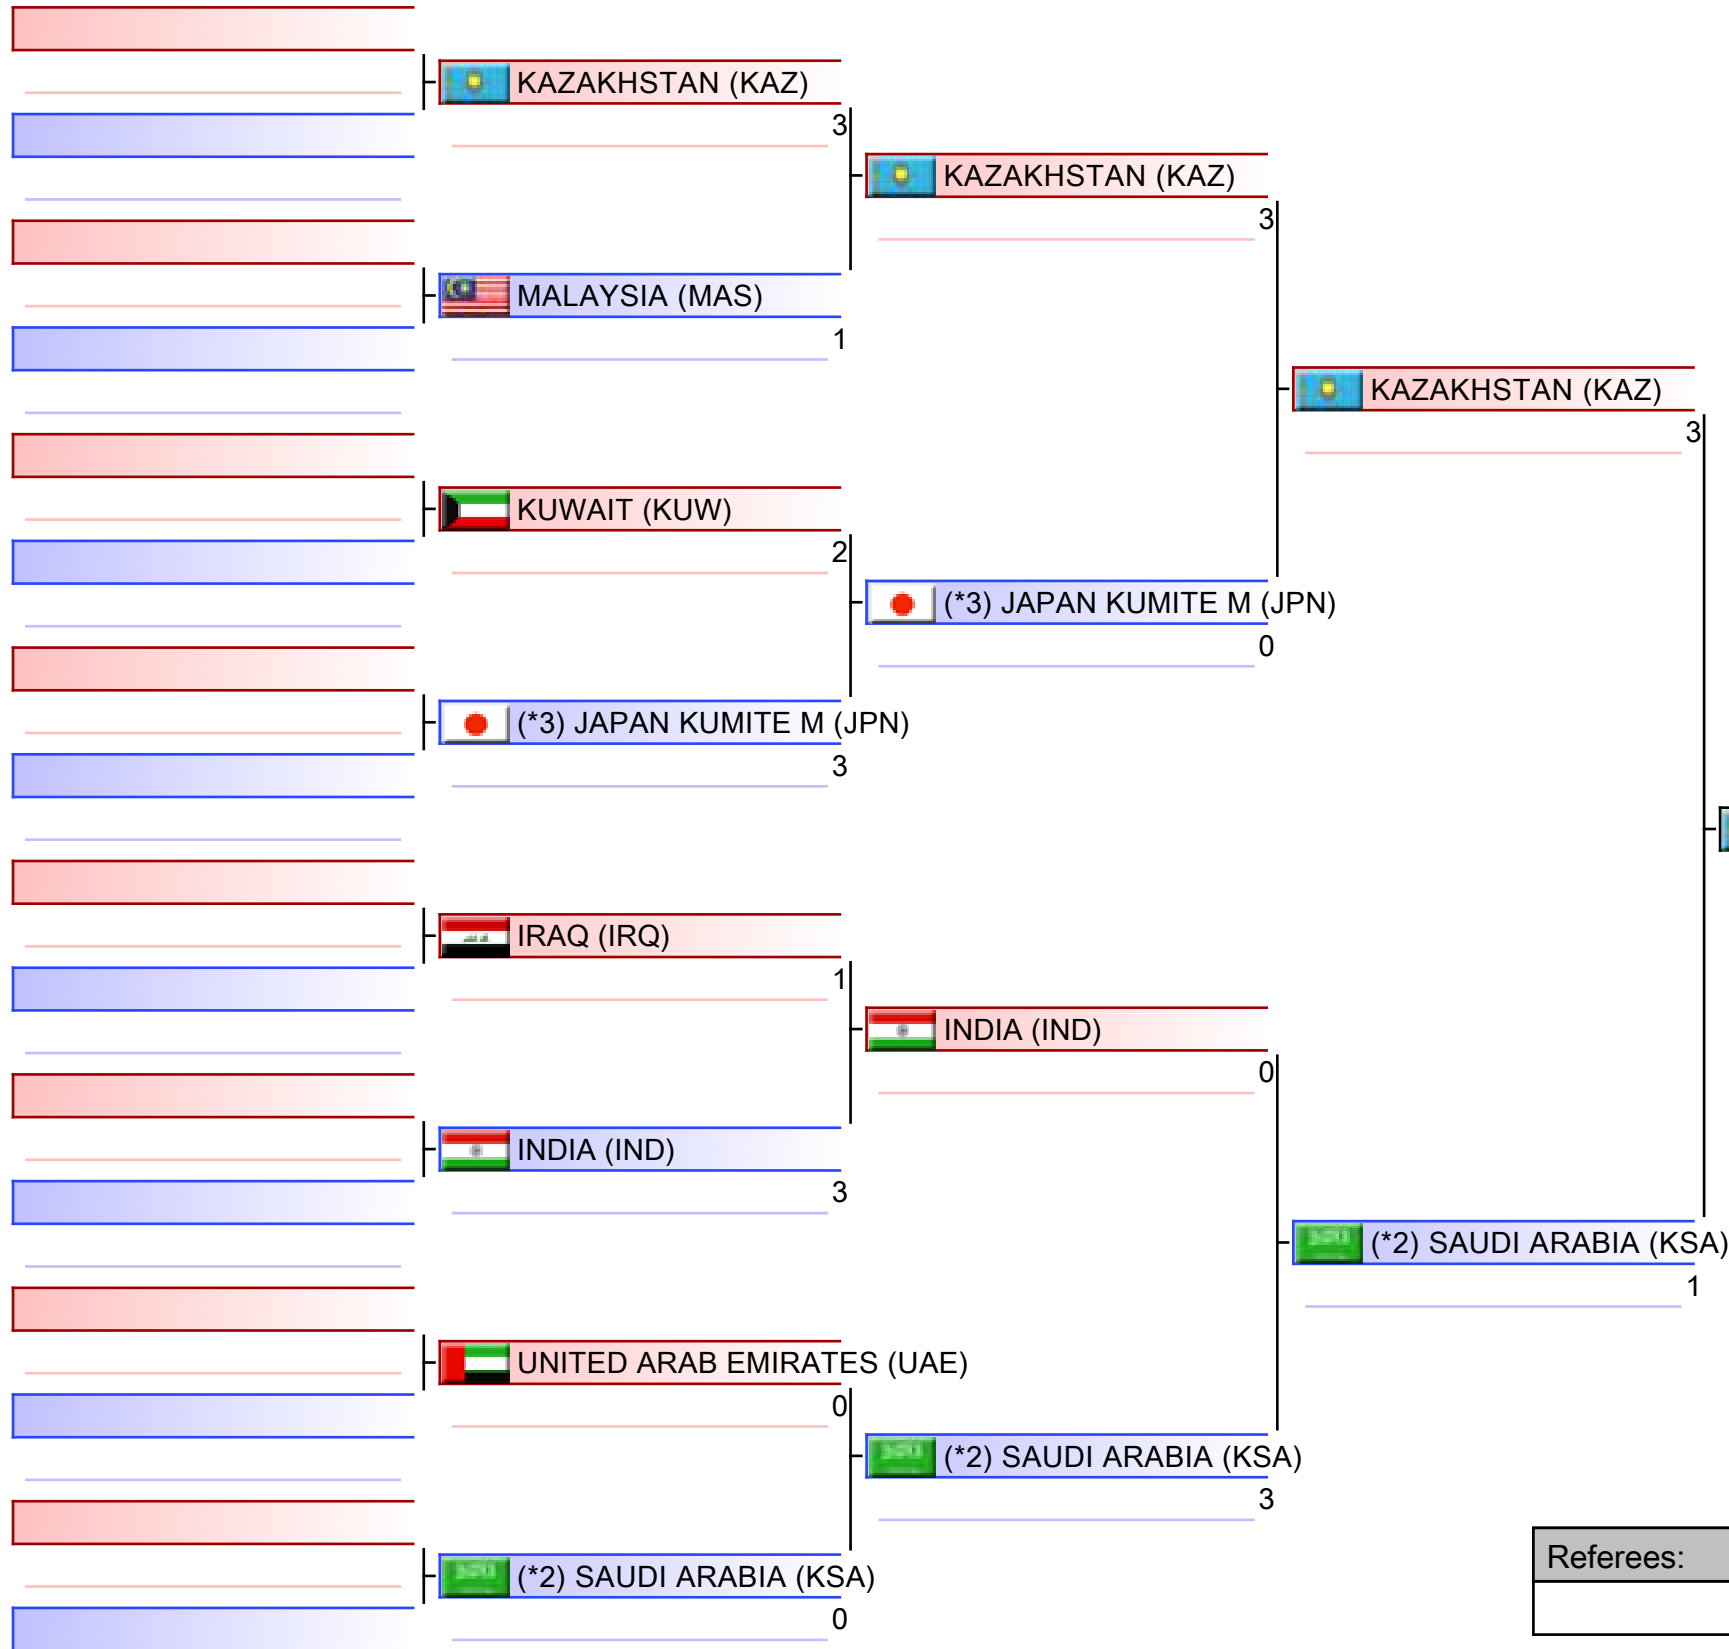 KAZAKHSTAN (KAZ)
3
MALAYSIA (MAS)
1
KUWAIT (KUW)
2
(*3) JAPAN KUMITE M (JPN)
3
IRAQ (IRQ)
1
INDIA (IND)
3
UNITED ARAB EMIRATES (UAE)
0
(*2) SAUDI ARABIA (KSA)
0
KAZAKHSTAN (KAZ)
3
(*3) JAPAN KUMITE M (JPN)
0
INDIA (IND)
0
(*2) SAUDI ARABIA (KSA)
3
KAZAKHSTAN (KAZ)
3
(*2) SAUDI ARABIA (KSA)
1
Referees: